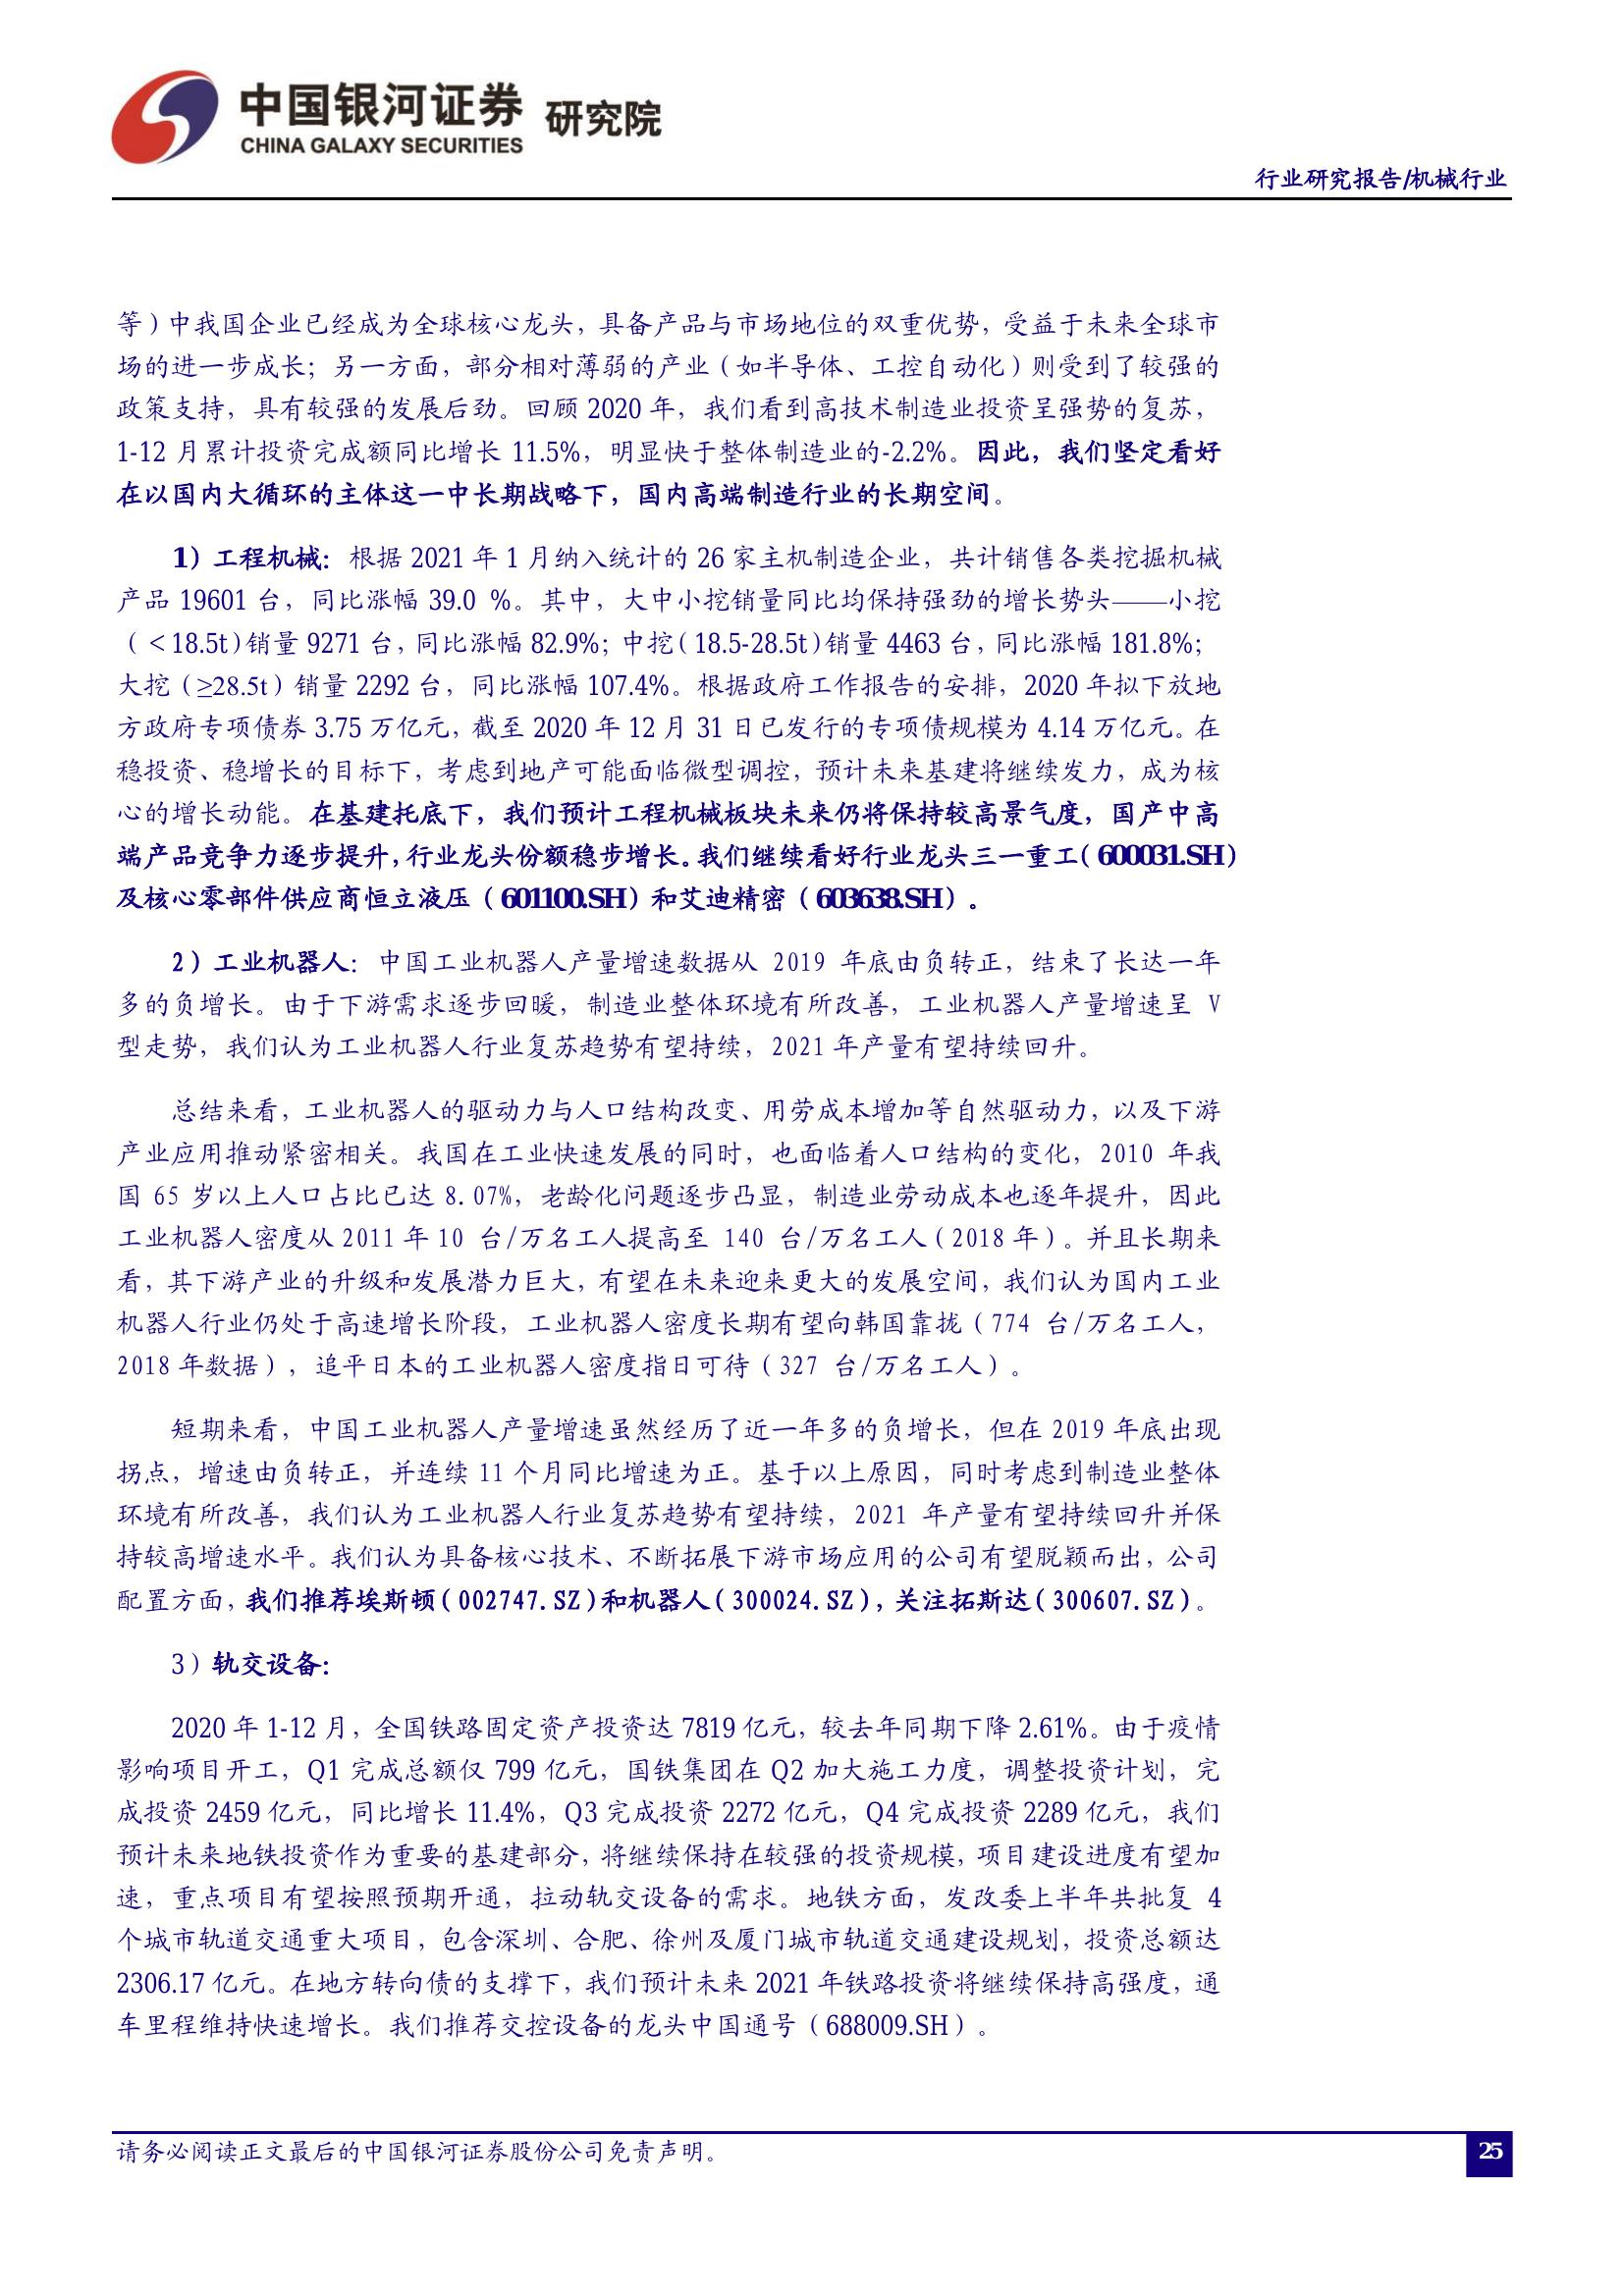 中国银河证券 研究院
CHINA GALAXY SECURITIES
行业研究报告/机械行业
等）中我国企业已经成为全球核心龙头，具备产品与市场地位的双重优势，受益于未来全球市
场的进一步成长；另一方面，部分相对薄弱的产业（如半导体、工控自动化）则受到了较强的
政策支持，具有较强的发展后劲。回顾 2020 年，我们看到高技术制造业投资呈强势的复苏，
1-12 月累计投资完成额同比增长 11.5%，明显快于整体制造业的-2.2%。因此，我们坚定看好
在以国内大循环的主体这一中长期战略下，国内高端制造行业的长期空间。
1）工程机械：根据 2021 年 1 月纳入统计的 26 家主机制造企业，共计销售各类挖掘机械
产品 19601 台，同比涨幅 39.0 %。其中，大中小挖销量同比均保持强劲的增长势头——小挖
（＜18.5t)销量 9271 台，同比涨幅 82.9%；中挖（18.5-28.5t)销量 4463 台，同比涨幅 181.8%；
大挖（≥28.5t）销量 2292 台，同比涨幅 107.4%。根据政府工作报告的安排，2020 年拟下放地
方政府专项债券 3.75 万亿元，截至 2020 年 12 月 31 日已发行的专项债规模为 4.14 万亿元。在
稳投资、稳增长的目标下，考虑到地产可能面临微型调控，预计未来基建将继续发力，成为核
心的增长动能。在基建托底下，我们预计工程机械板块未来仍将保持较高景气度，国产中高
端产品竞争力逐步提升，行业龙头份额稳步增长。我们继续看好行业龙头三一重工（600031.SH）
及核心零部件供应商恒立液压（601100.SH）和艾迪精密（603638.SH）。
2）工业机器人：中国工业机器人产量增速数据从 2019 年底由负转正，结束了长达一年
多的负增长。由于下游需求逐步回暖，制造业整体环境有所改善，工业机器人产量增速呈 V
型走势，我们认为工业机器人行业复苏趋势有望持续，2021 年产量有望持续回升。
总结来看，工业机器人的驱动力与人口结构改变、用劳成本增加等自然驱动力，以及下游
产业应用推动紧密相关。我国在工业快速发展的同时，也面临着人口结构的变化，2010 年我
国 65 岁以上人口占比已达 8.07%，老龄化问题逐步凸显，制造业劳动成本也逐年提升，因此
工业机器人密度从 2011 年 10 台/万名工人提高至 140 台/万名工人（2018 年）。并且长期来
看，其下游产业的升级和发展潜力巨大，有望在未来迎来更大的发展空间，我们认为国内工业
机器人行业仍处于高速增长阶段，工业机器人密度长期有望向韩国靠拢（774 台/万名工人，
2018 年数据），追平日本的工业机器人密度指日可待（327 台/万名工人）。
短期来看，中国工业机器人产量增速虽然经历了近一年多的负增长，但在 2019 年底出现
拐点，增速由负转正，并连续 11 个月同比增速为正。基于以上原因，同时考虑到制造业整体
环境有所改善，我们认为工业机器人行业复苏趋势有望持续，2021 年产量有望持续回升并保
持较高增速水平。我们认为具备核心技术、不断拓展下游市场应用的公司有望脱颖而出，公司
配置方面，我们推荐埃斯顿（002747.SZ）和机器人（300024.SZ），关注拓斯达（300607.SZ）。
3）轨交设备：
2020 年 1-12 月，全国铁路固定资产投资达 7819 亿元，较去年同期下降 2.61%。由于疫情
影响项目开工，Q1 完成总额仅 799 亿元，国铁集团在 Q2 加大施工力度，调整投资计划，完
成投资 2459 亿元，同比增长 11.4%，Q3 完成投资 2272 亿元，Q4 完成投资 2289 亿元，我们
预计未来地铁投资作为重要的基建部分，将继续保持在较强的投资规模，项目建设进度有望加
速，重点项目有望按照预期开通，拉动轨交设备的需求。地铁方面，发改委上半年共批复 4
个城市轨道交通重大项目，包含深圳、合肥、徐州及厦门城市轨道交通建设规划，投资总额达
2306.17 亿元。在地方转向债的支撑下，我们预计未来 2021 年铁路投资将继续保持高强度，通
车里程维持快速增长。我们推荐交控设备的龙头中国通号（688009.SH）。
请务必阅读正文最后的中国银河证券股份公司免责声明。
25